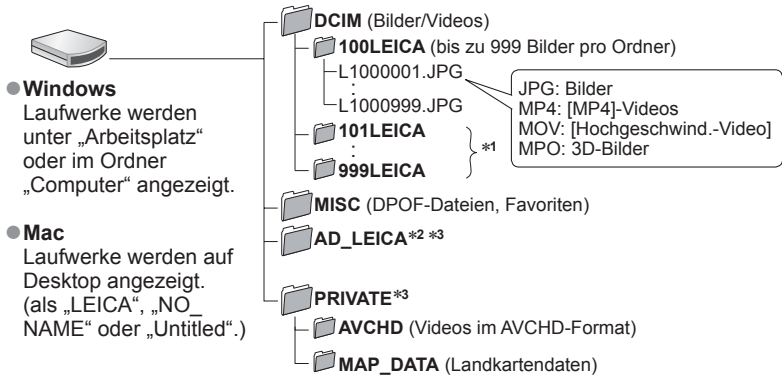 ● Windows
Laufwerke werden
unter „Arbeitsplatz“
oder im Ordner
„Computer“ angezeigt.
● Mac
Laufwerke werden auf
Desktop angezeigt.
(als „LEICA“, „NO_
NAME“ oder „Untitled“.)
DCIM (Bilder/Videos)
100LEICA (bis zu 999 Bilder pro Ordner)
L1000001.JPG
:
L1000999.JPG
JPG: Bilder
MP4: [MP4]-Videos
MOV: [Hochgeschwind.-Video]
MPO: 3D-Bilder
101LEICA
:
999LEICA
*1
MISC (DPOF-Dateien, Favoriten)
AD_LEICA*2 *3
PRIVATE*3
AVCHD (Videos im AVCHD-Format)
MAP_DATA (Landkartendaten)